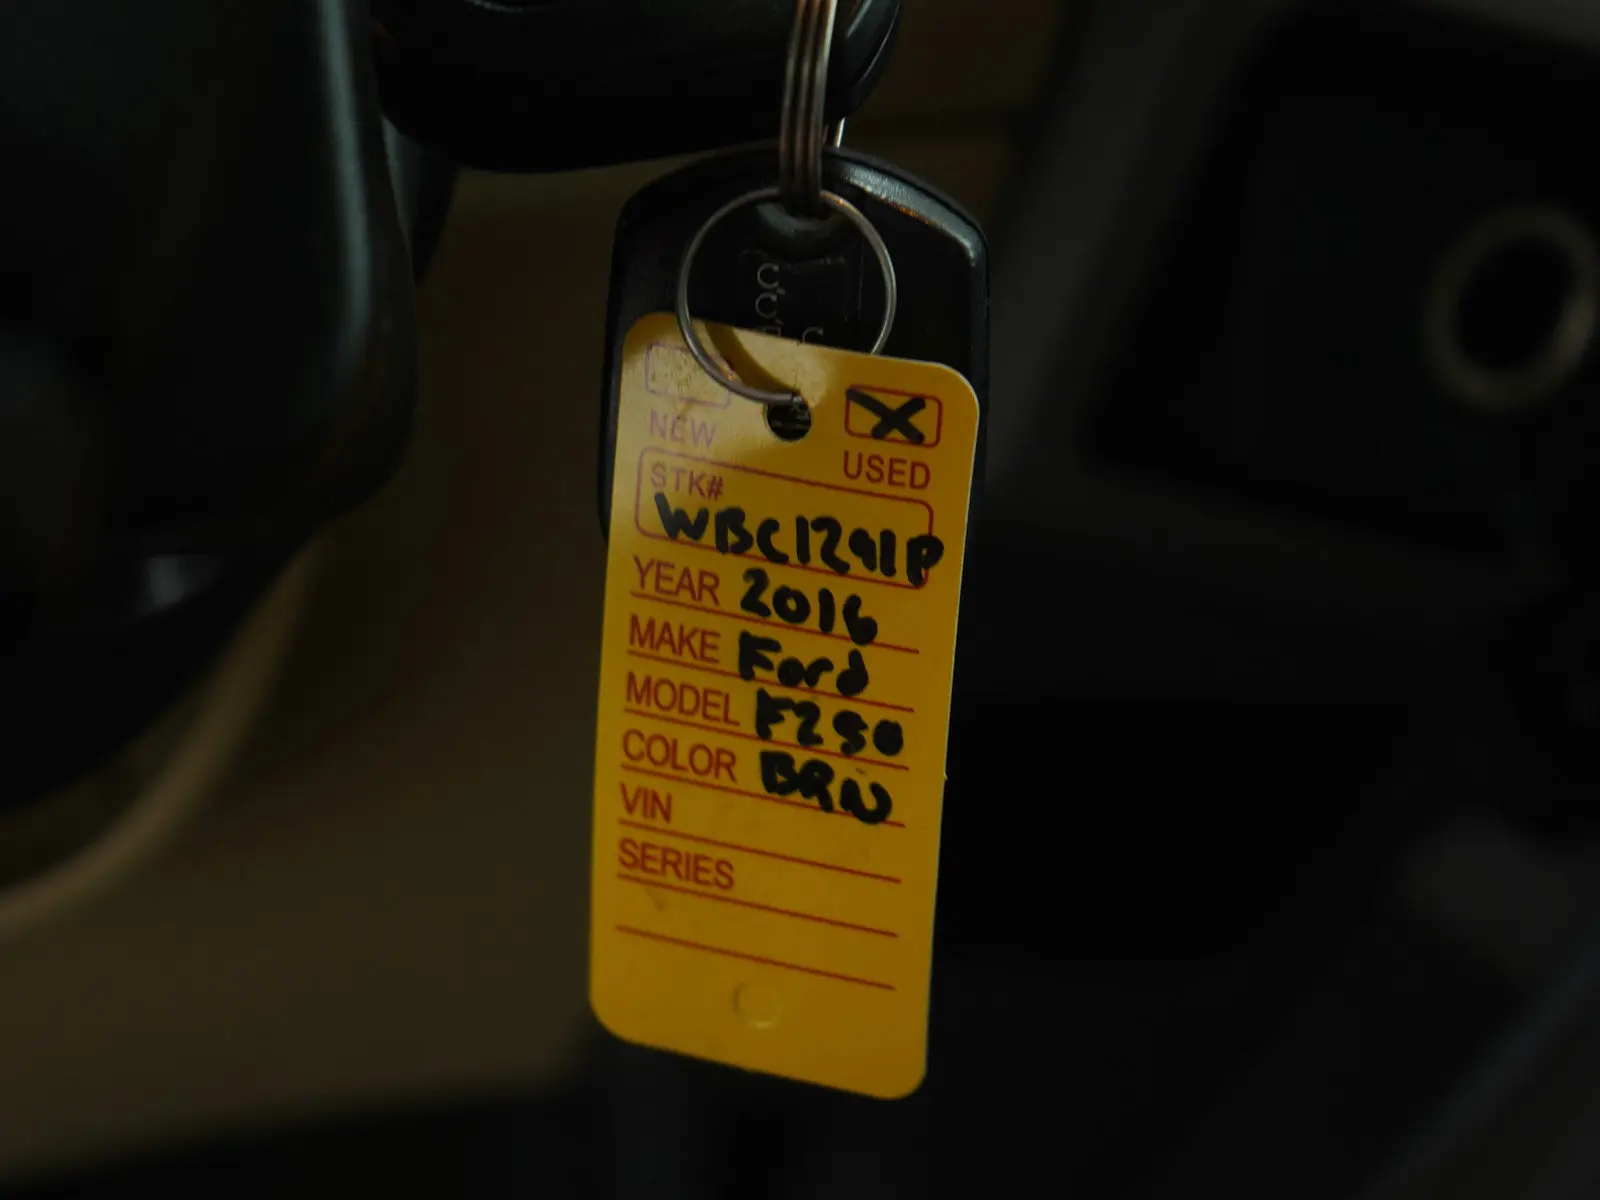 NEW
X
USED
STK#
WBC1291P
YEAR 2016
MAKE Ford
MODEL F250
COLOR BRN
VIN
SERIES